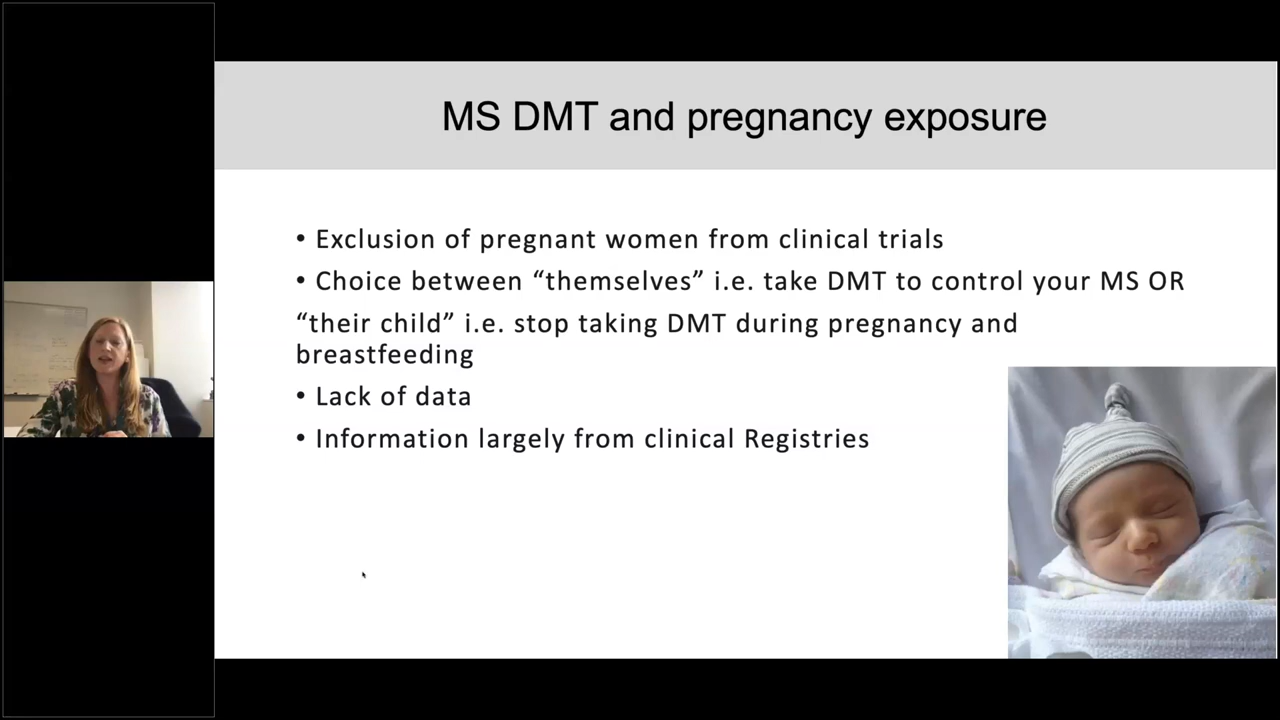 MS DMT and pregnancy exposure
• Exclusion of pregnant women from clinical trials
• Choice between “themselves” i.e. take DMT to control your MS OR
“their child” i.e. stop taking DMT during pregnancy and
breastfeeding
• Lack of data
• Information largely from clinical Registries